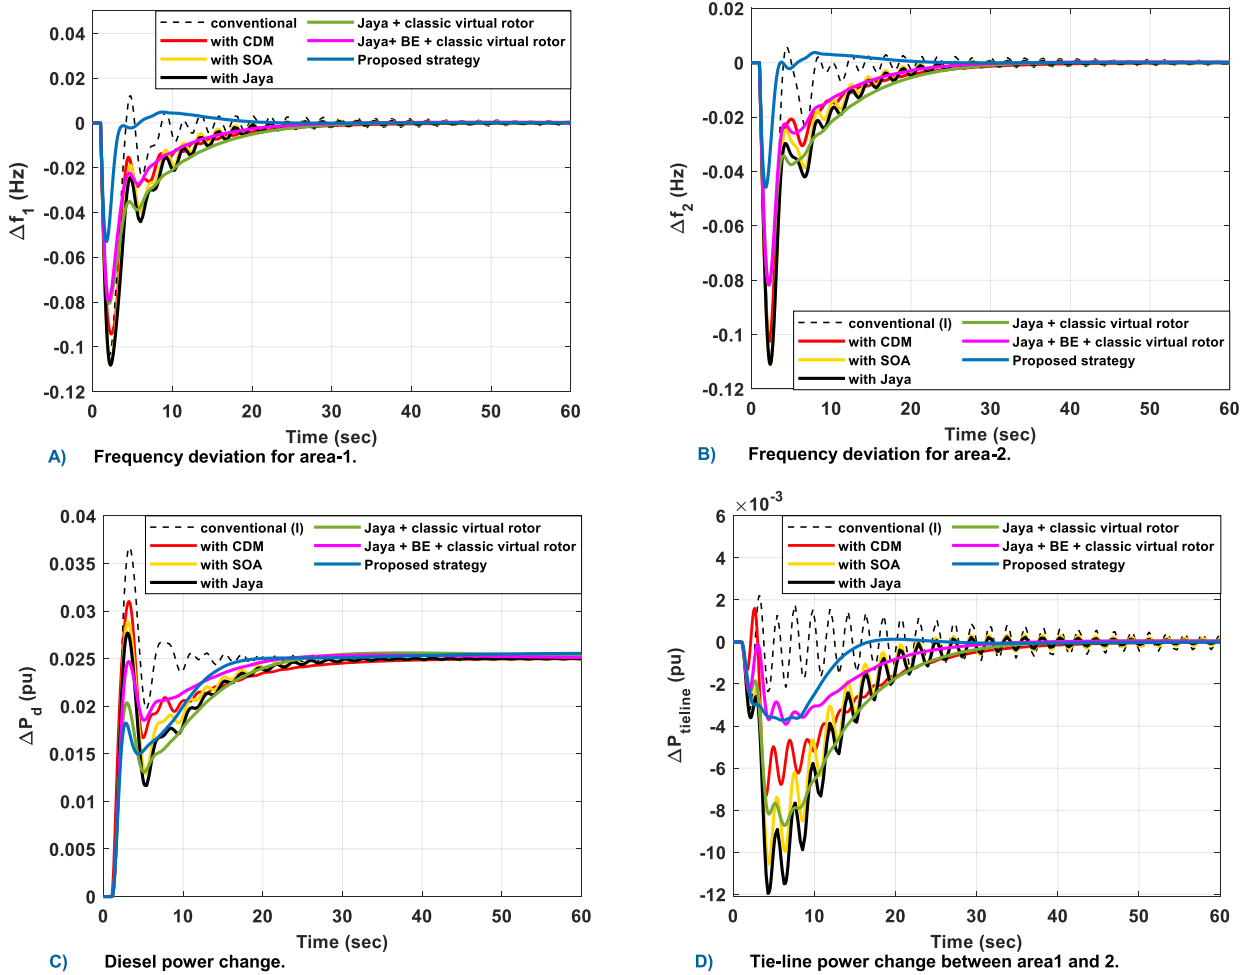 0.04
0.02
0
-0.02
-0.04
-0.06
-0.08
-0.1
-0.12
Δf1 (Hz)
conventional
with CDM
with SOA
with Jaya
Jaya + classic virtual rotor
Jaya+ BE + classic virtual rotor
Proposed strategy
0 10 20 30 40 50 60
Time (sec)
A) Frequency deviation for area-1.
0.02
0
-0.02
-0.04
-0.06
-0.08
-0.1
-0.12
Δf2 (Hz)
conventional (I)
with CDM
with SOA
with Jaya
Jaya + classic virtual rotor
Jaya + BE + classic virtual rotor
Proposed strategy
0 10 20 30 40 50 60
Time (sec)
B) Frequency deviation for area-2.
0.04
0.035
0.03
0.025
0.02
0.015
0.01
0.005
0
ΔPd (pu)
conventional (I)
with CDM
with SOA
with Jaya
Jaya + classic virtual rotor
Jaya + BE + classic virtual rotor
Proposed strategy
0 10 20 30 40 50 60
Time (sec)
C) Diesel power change.
×10-3
6
4
2
0
-2
-4
-6
-8
-10
-12
ΔPtieline (pu)
conventional (I)
with CDM
with SOA
with Jaya
Jaya + classic virtual rotor
Jaya + BE + classic virtual rotor
Proposed strategy
0 10 20 30 40 50 60
Time (sec)
D) Tie-line power change between area1 and 2.